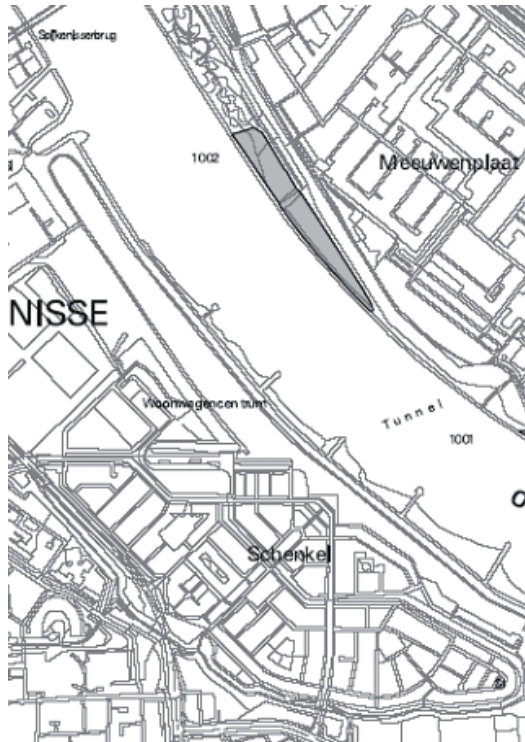 Spijkenisserbrug
1002
Meeuwenplaat
NISSE
Woonwagencentrum
Tunnel
1001
O
Schenkel